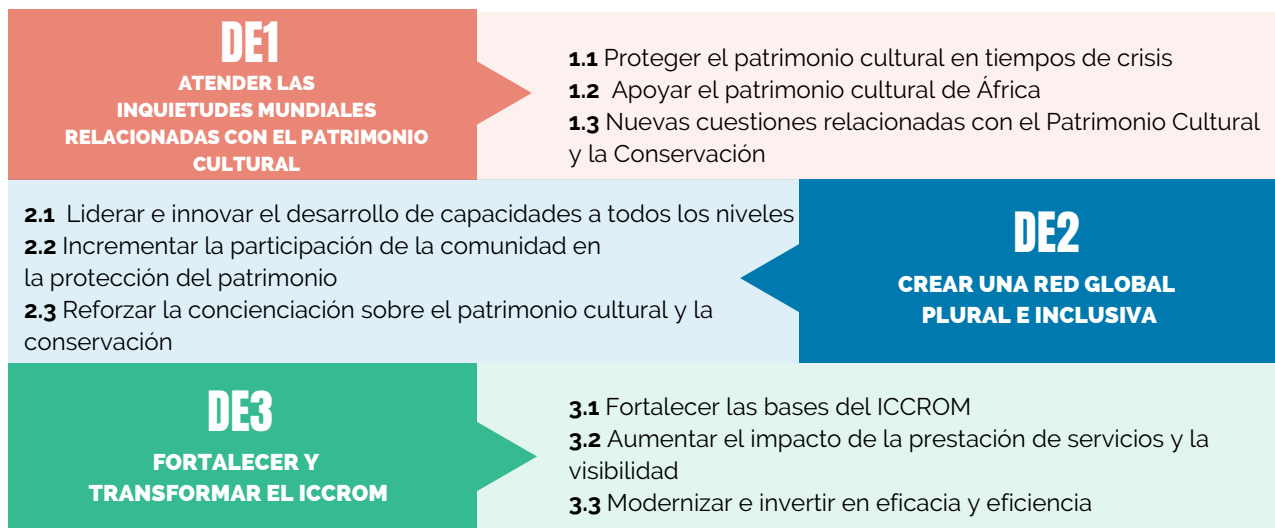 DE1
ATENDER LAS
INQUIETUDES MUNDIALES
RELACIONADAS CON EL PATRIMONIO
CULTURAL
1.1 Proteger el patrimonio cultural en tiempos de crisis
1.2 Apoyar el patrimonio cultural de África
1.3 Nuevas cuestiones relacionadas con el Patrimonio Cultural
y la Conservación
2.1 Liderar e innovar el desarrollo de capacidades a todos los niveles
2.2 Incrementar la participación de la comunidad en
la protección del patrimonio
2.3 Reforzar la concienciación sobre el patrimonio cultural y la
conservación
DE2
CREAR UNA RED GLOBAL
PLURAL E INCLUSIVA
DE3
FORTALECER Y
TRANSFORMAR EL ICCROM
3.1 Fortalecer las bases del ICCROM
3.2 Aumentar el impacto de la prestación de servicios y la
visibilidad
3.3 Modernizar e invertir en eficacia y eficiencia